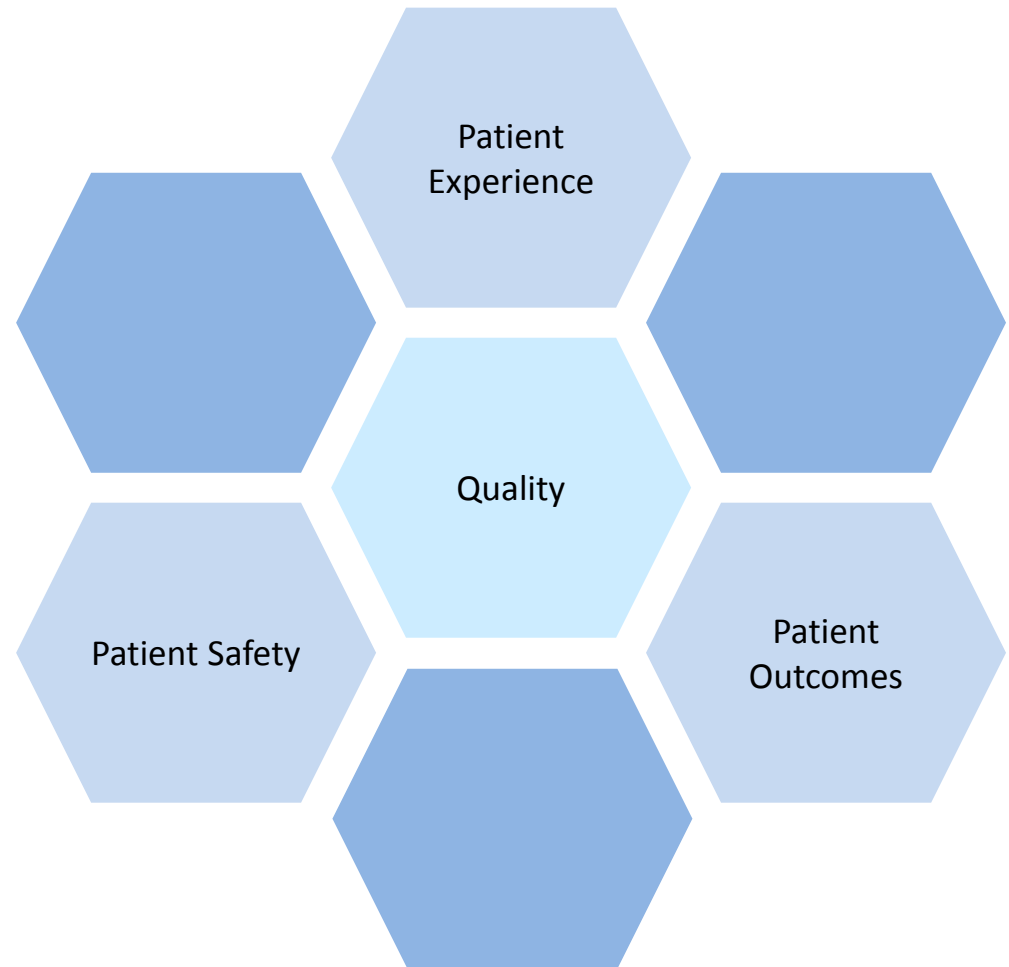 Patient
Experience
Quality
Patient Safety
Patient
Outcomes